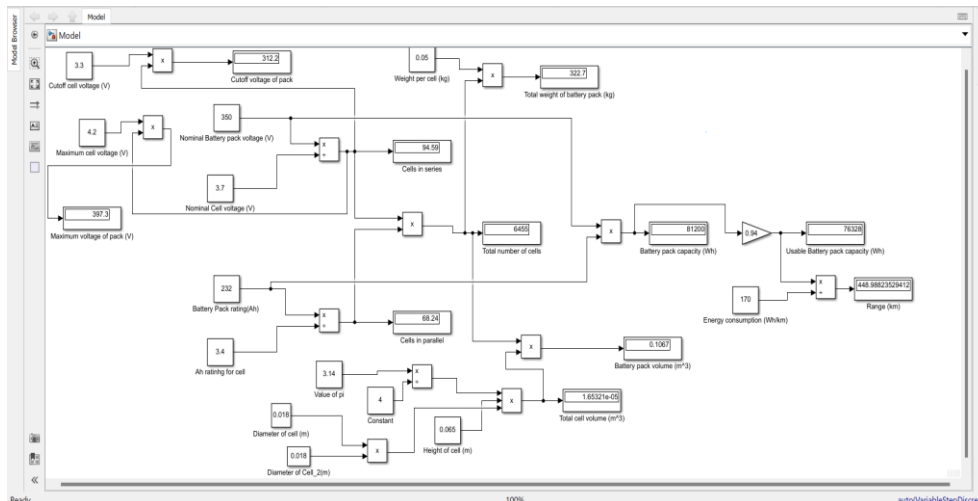 Model Browser
Model
Model
3.3
Cutoff cell voltage (V)
x
312.2
Cutoff voltage of pack
0.05
Weight per cell (kg)
x
322.7
Total weight of battery pack (kg)
4.2
Maximum cell voltage (V)
x
350
Nominal Battery pack voltage (V)
x
÷
94.59
Cells in series
3.7
Nominal Cell voltage (V)
397.3
Maximum voltage of pack (V)
x
6455
Total number of cells
x
81200
Battery pack capacity (Wh)
0.94
76328
Usable Battery pack capacity (Wh)
232
Battery Pack rating(Ah)
x
÷
68.24
Cells in parallel
3.4
Ah ratinhg for cell
170
Energy consumption (Wh/km)
x
÷
448.98823529412
Range (km)
x
0.1067
Battery pack volume (m^3)
3.14
Value of pi
x
÷
4
Constant
x
1.65321e-05
Total cell volume (m^3)
0.018
Diameter of cell (m)
0.065
Height of cell (m)
x
0.018
Diameter of Cell_2(m)
Ready
100%
auto(VariableStepDiscre